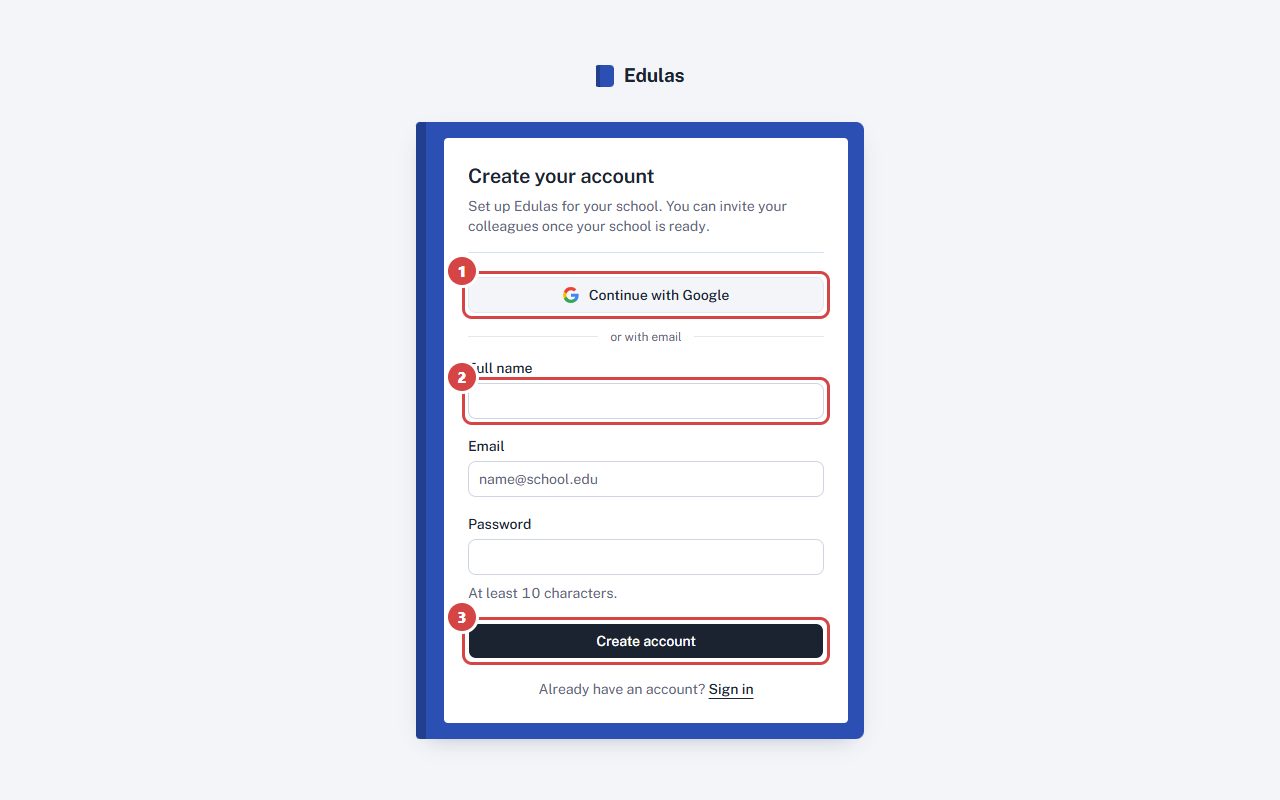 Edulas
Create your account
Set up Edulas for your school. You can invite your
colleagues once your school is ready.
1
Continue with Google
or with email
Full name
2
Email
name@school.edu
Password
At least 10 characters.
3
Create account
Already have an account? Sign in